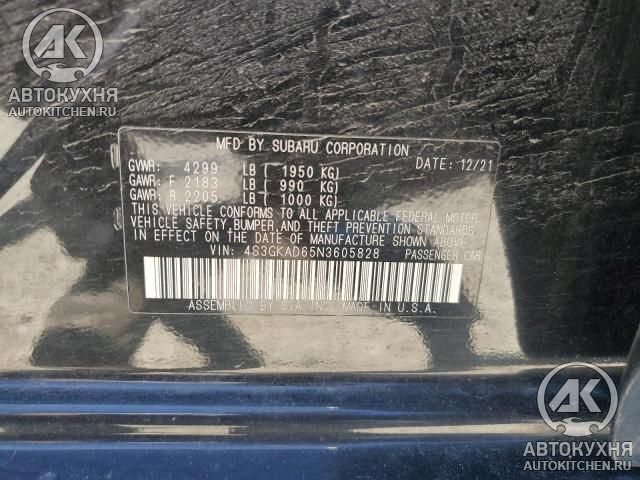 AK
АВТОКУХНЯ
AUTOKITCHEN.RU
MFD BY SUBARU CORPORATION
GVWR: 4299 LB ( 1950 KG) DATE: 12/21
GAWR: F 2183 LB ( 990 KG)
GAWR: R 2205 LB ( 1000 KG)
THIS VEHICLE CONFORMS TO ALL APPLICABLE FEDERAL MOTOR
VEHICLE SAFETY, BUMPER, AND THEFT PREVENTION STANDARDS
IN EFFECT ON THE DATE OF MANUFACTURE SHOWN ABOVE.
VIN: 4S3GKAD65N3605828 PASSENGER CAR
ASSEMBLED BY SIA INC. MADE IN U.S.A.
AK
АВТОКУХНЯ
AUTOKITCHEN.RU